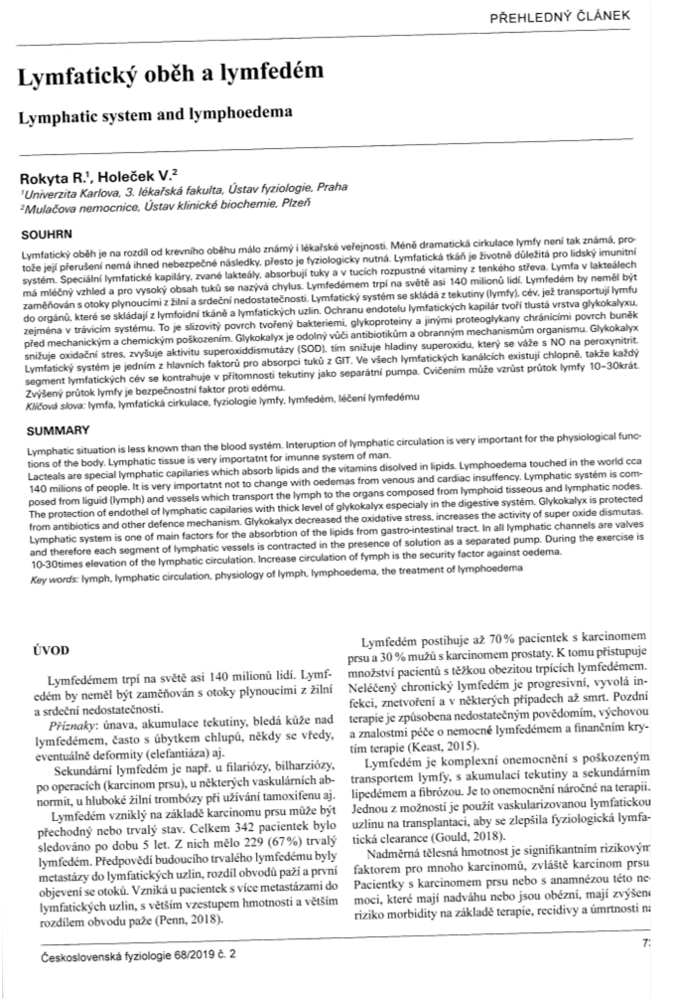 PŘEHLEDNÝ ČLÁNEK
Lymfatický oběh a lymfedém
Lymphatic system and lymphoedema
Rokyta R.¹, Holeček V.²
¹Univerzita Karlova, 3. lékařská fakulta, Ústav fyziologie, Praha
²Mulačova nemocnice, Ústav klinické biochemie, Plzeň
SOUHRN
Lymfatický oběh je na rozdíl od krevního oběhu málo známý i lékařské veřejnosti. Méně dramatická cirkulace lymfy není tak známá, pro-
tože její přerušení nemá ihned nebezpečné následky, přesto je fyziologicky nutná. Lymfatická tkáň je životně důležitá pro lidský imunitní
systém. Speciální lymfatické kapiláry, zvané lakteály, absorbují tuky a v tucích rozpustné vitaminy z tenkého střeva. Lymfa v lakteálech
má mléčný vzhled a pro vysoký obsah tuků se nazývá chylus. Lymfedémem trpí na světě asi 140 milionů lidí. Lymfedém by neměl být
zaměňován s otoky plynoucími z žilní a srdeční nedostatečnosti. Lymfatický systém se skládá z tekutiny (lymfy), cév, jež transportují lymfu
do orgánů, které se skládají z lymfoidní tkáně a lymfatických uzlin. Ochranu endotelu lymfatických kapilár tvoří tlustá vrstva glykokalyxu,
zejména v trávicím systému. To je slizovitý povrch tvořený bakteriemi, glykoproteiny a jinými proteoglykany chránícími povrch buněk
před mechanickým a chemickým poškozením. Glykokalyx je odolný vůči antibiotikům a obranným mechanismům organismu. Glykokalyx
snižuje oxidační stres, zvyšuje aktivitu superoxiddismutázy (SOD), tím snižuje hladiny superoxidu, který se váže s NO na peroxynitrit.
Lymfatický systém je jedním z hlavních faktorů pro absorpci tuků z GIT. Ve všech lymfatických kanálcích existují chlopně, takže každý
segment lymfatických cév se kontrahuje v přítomnosti tekutiny jako separátní pumpa. Cvičením může vzrůst průtok lymfy 10–30krát.
Zvýšený průtok lymfy je bezpečnostní faktor proti edému.
Klíčová slova: lymfa, lymfatická cirkulace, fyziologie lymfy, lymfedém, léčení lymfedému
SUMMARY
Lymphatic situation is less known than the blood systém. Interuption of lymphatic circulation is very important for the physiological func-
tions of the body. Lymphatic tissue is very importatnt for imunne system of man.
Lacteals are special lymphatic capilaries which absorb lipids and the vitamins disolved in lipids. Lymphoedema touched in the world cca
140 milions of people. It is very importatnt not to change with oedemas from venous and cardiac insuffency. Lymphatic systém is com-
posed from liguid (lymph) and vessels which transport the lymph to the organs composed from lymphoid tisseous and lymphatic nodes.
The protection of endothel of lymphatic capilaries with thick level of glykokalyx especialy in the digestive systém. Glykokalyx is protected
from antibiotics and other defence mechanism. Glykokalyx decreased the oxidative stress, increases the activity of super oxide dismutas.
Lymphatic system is one of main factors for the absorbtion of the lipids from gastro-intestinal tract. In all lymphatic channels are valves
and therefore each segment of lymphatic vessels is contracted in the presence of solution as a separated pump. During the exercise is
10-30times elevation of the lymphatic circulation. Increase circulation of fymph is the security factor against oedema.
Key words: lymph, lymphatic circulation, physiology of lymph, lymphoedema, the treatment of lymphoedema
ÚVOD
Lymfedémem trpí na světě asi 140 milionů lidí. Lymf-
edém by neměl být zaměňován s otoky plynoucími z žilní
a srdeční nedostatečnosti.
Příznaky: únava, akumulace tekutiny, bledá kůže nad
lymfedémem, často s úbytkem chlupů, někdy se vředy,
eventuálně deformity (elefantiáza) aj.
Sekundární lymfedém je např. u filariózy, bilharziózy,
po operacích (karcinom prsu), u některých vaskulárních ab-
normit, u hluboké žilní trombózy při užívání tamoxifenu aj.
Lymfedém vzniklý na základě karcinomu prsu může být
přechodný nebo trvalý stav. Celkem 342 pacientek bylo
sledováno po dobu 5 let. Z nich mělo 229 (67%) trvalý
lymfedém. Předpovědí budoucího trvalého lymfedému byly
metastázy do lymfatických uzlin, rozdíl obvodů paží a první
objevení se otoků. Vzniká u pacientek s více metastázami do
lymfatických uzlin, s větším vzestupem hmotnosti a větším
rozdílem obvodu paže (Penn, 2018).
Lymfedém postihuje až 70% pacientek s karcinomem
prsu a 30% mužů s karcinomem prostaty. K tomu přistupuje
množství pacientů s těžkou obezitou trpících lymfedémem.
Neléčený chronický lymfedém je progresivní, vyvolá in-
fekci, znetvoření a v některých případech až smrt. Pozdní
terapie je způsobena nedostatečným povědomím, výchovou
a znalostmi péče o nemocné lymfedémem a finančním kry-
tím terapie (Keast, 2015).
Lymfedém je komplexní onemocnění s poškozeným
transportem lymfy, s akumulací tekutiny a sekundárním
lipedémem a fibrózou. Je to onemocnění náročné na terapii.
Jednou z možností je použít vaskularizovanou lymfatickou
uzlinu na transplantaci, aby se zlepšila fyziologická lymfa-
tická clearance (Gould, 2018).
Nadměrná tělesná hmotnost je signifikantním rizikovým
faktorem pro mnoho karcinomů, zvláště karcinom prsu
Pacientky s karcinomem prsu nebo s anamnézou této ne-
moci, které mají nadváhu nebo jsou obézní, mají zvýšené
riziko morbidity na základě terapie, recidivy a úmrtnosti na
Československá fyziologie 68/2019 č. 2